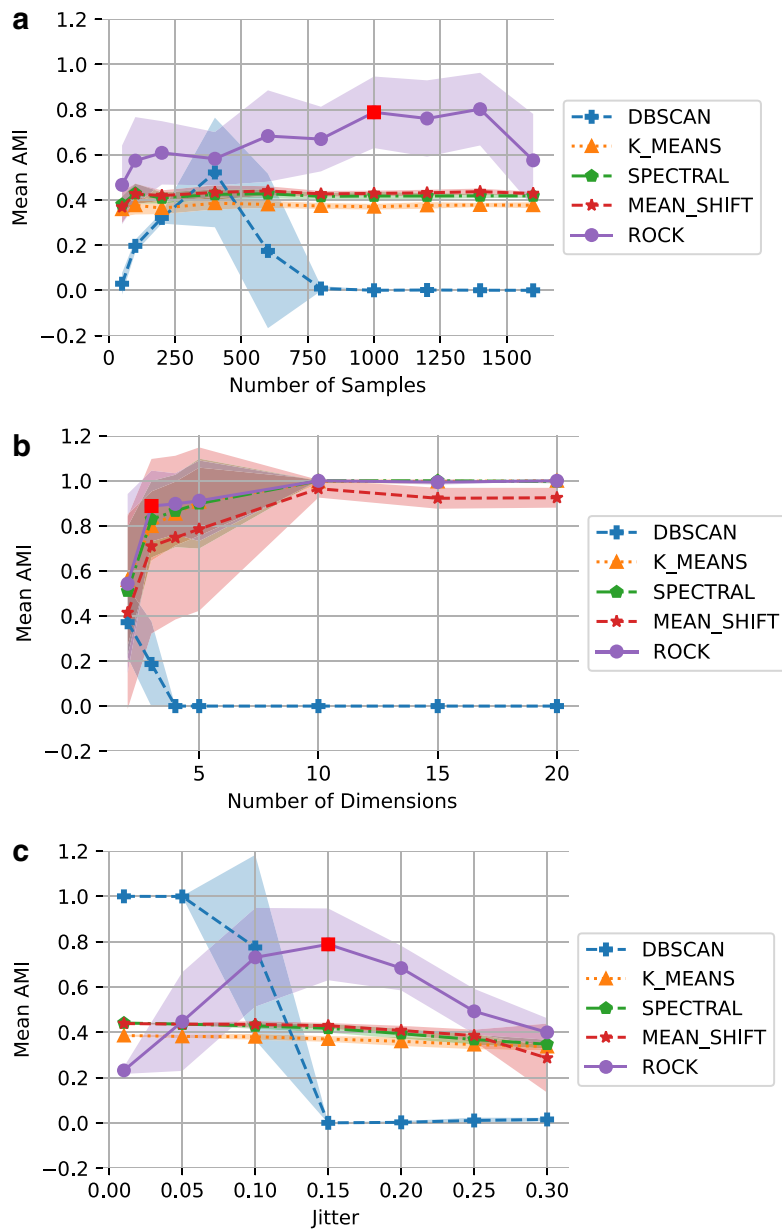 a
1.2
1.0
0.8
0.6
0.4
0.2
0.0
−0.2
Mean AMI
0 250 500 750 1000 1250 1500
Number of Samples
DBSCAN
K_MEANS
SPECTRAL
MEAN_SHIFT
ROCK
b
1.2
1.0
0.8
0.6
0.4
0.2
0.0
−0.2
Mean AMI
5 10 15 20
Number of Dimensions
DBSCAN
K_MEANS
SPECTRAL
MEAN_SHIFT
ROCK
c
1.2
1.0
0.8
0.6
0.4
0.2
0.0
−0.2
Mean AMI
0.00 0.05 0.10 0.15 0.20 0.25 0.30
Jitter
DBSCAN
K_MEANS
SPECTRAL
MEAN_SHIFT
ROCK